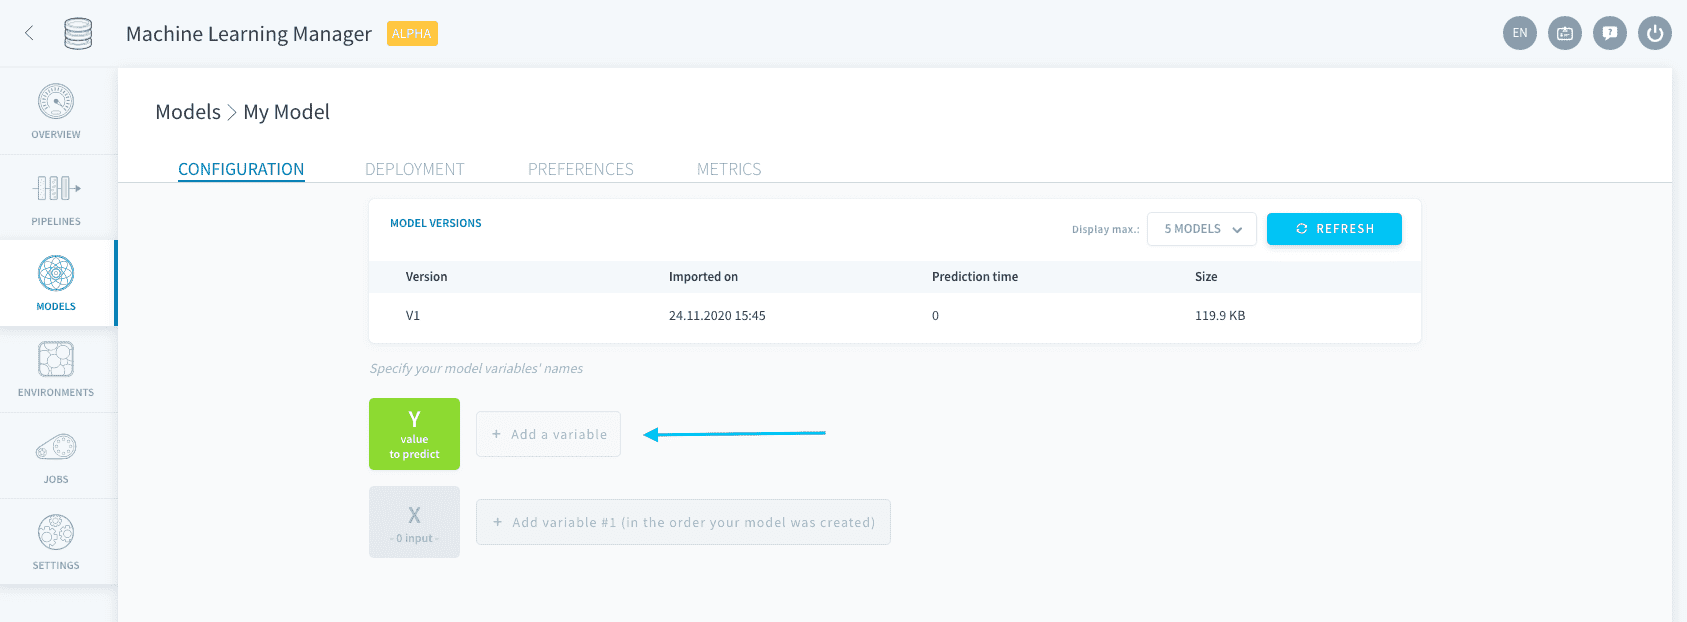 Machine Learning Manager ALPHA
EN
OVERVIEW
PIPELINES
MODELS
ENVIRONMENTS
JOBS
SETTINGS
Models > My Model
CONFIGURATION DEPLOYMENT PREFERENCES METRICS
MODEL VERSIONS
Display max.: 5 MODELS REFRESH
Version Imported on Prediction time Size
V1 24.11.2020 15:45 0 119.9 KB
Specify your model variables' names
Y
value
to predict
+ Add a variable
X
- 0 input -
+ Add variable #1 (in the order your model was created)